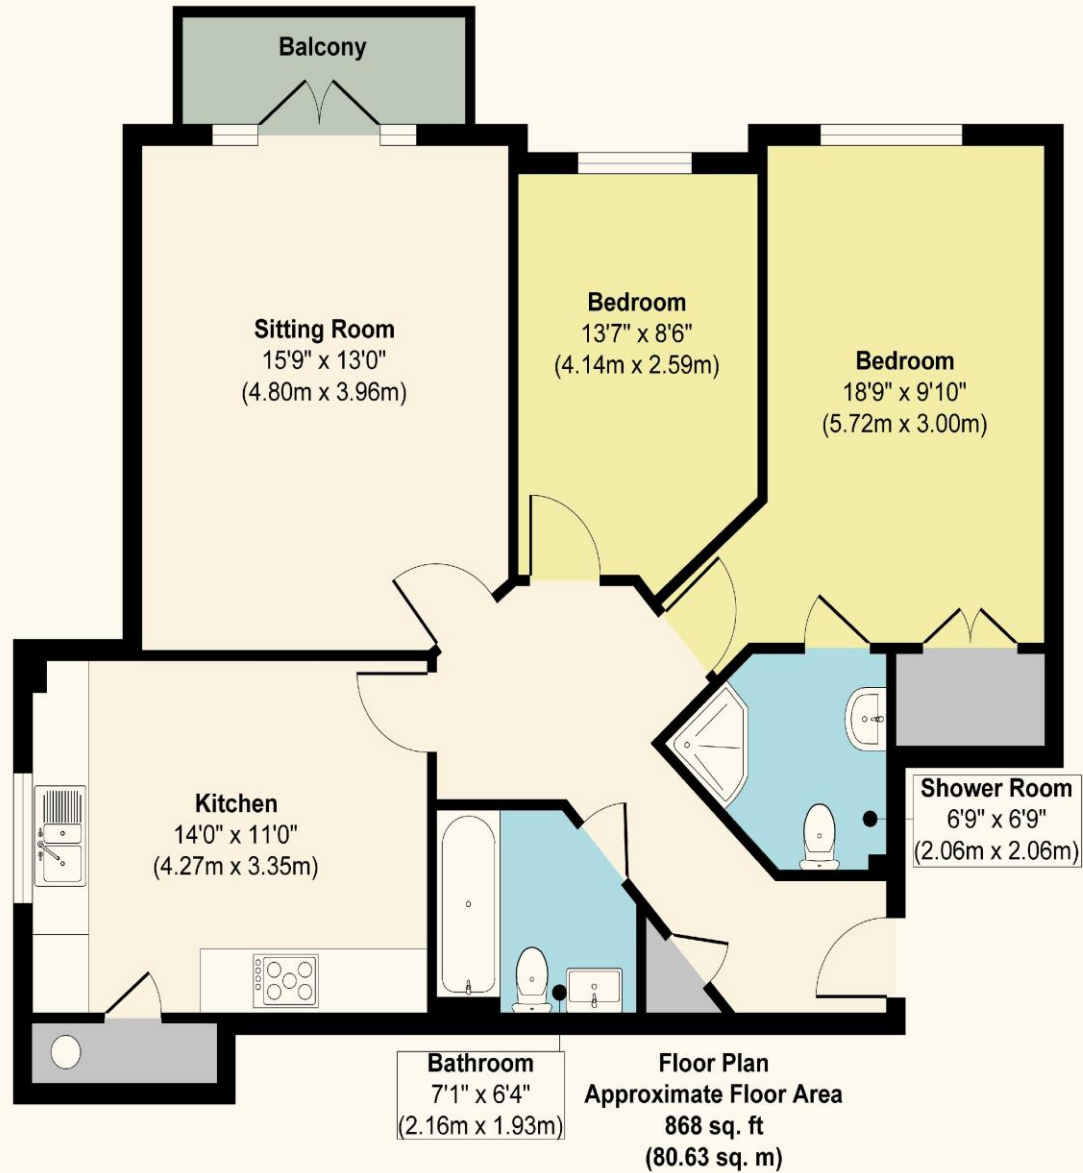 Balcony
Sitting Room
15'9" x 13'0"
(4.80m x 3.96m)
Bedroom
13'7" x 8'6"
(4.14m x 2.59m)
Bedroom
18'9" x 9'10"
(5.72m x 3.00m)
Kitchen
14'0" x 11'0"
(4.27m x 3.35m)
Shower Room
6'9" x 6'9"
(2.06m x 2.06m)
Bathroom
7'1" x 6'4"
(2.16m x 1.93m)
Floor Plan
Approximate Floor Area
868 sq. ft
(80.63 sq. m)